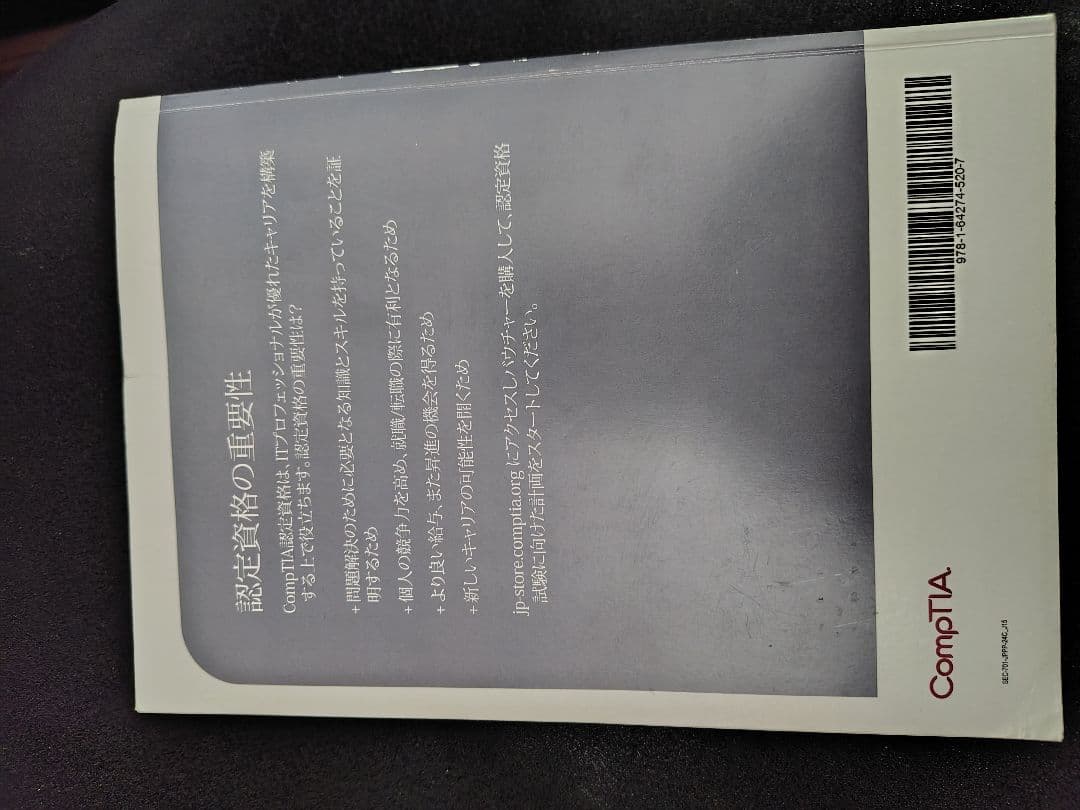 認定資格の重要性
CompTIA認定資格は、ITプロフェッショナルが優れたキャリアを構築
する上で役立ちます。認定資格の重要性は?
+ 問題解決のために必要となる知識とスキルを持っていることを証
明するため
+ 個人の競争力を高め、就職/転職の際に有利となるため
+ より良い給与、また昇進の機会を得るため
+ 新しいキャリアの可能性を開くため
jp-store.comptia.org にアクセスしバウチャーを購入して、認定資格
試験に向けた計画をスタートしてください。
CompTIA.
978-1-64274-520-7
SEC-701-JPPP-24C_J15